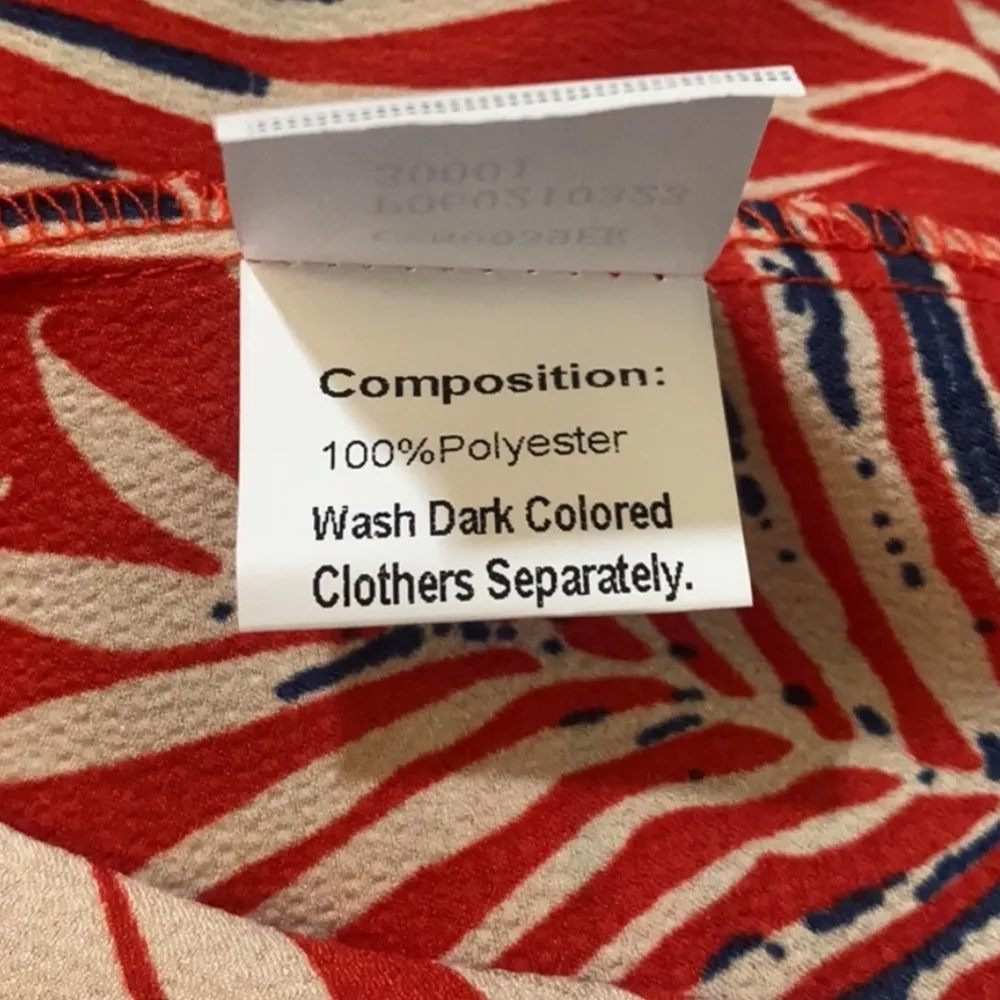 Composition:
100%Polyester
Wash Dark Colored
Clothers Separately.